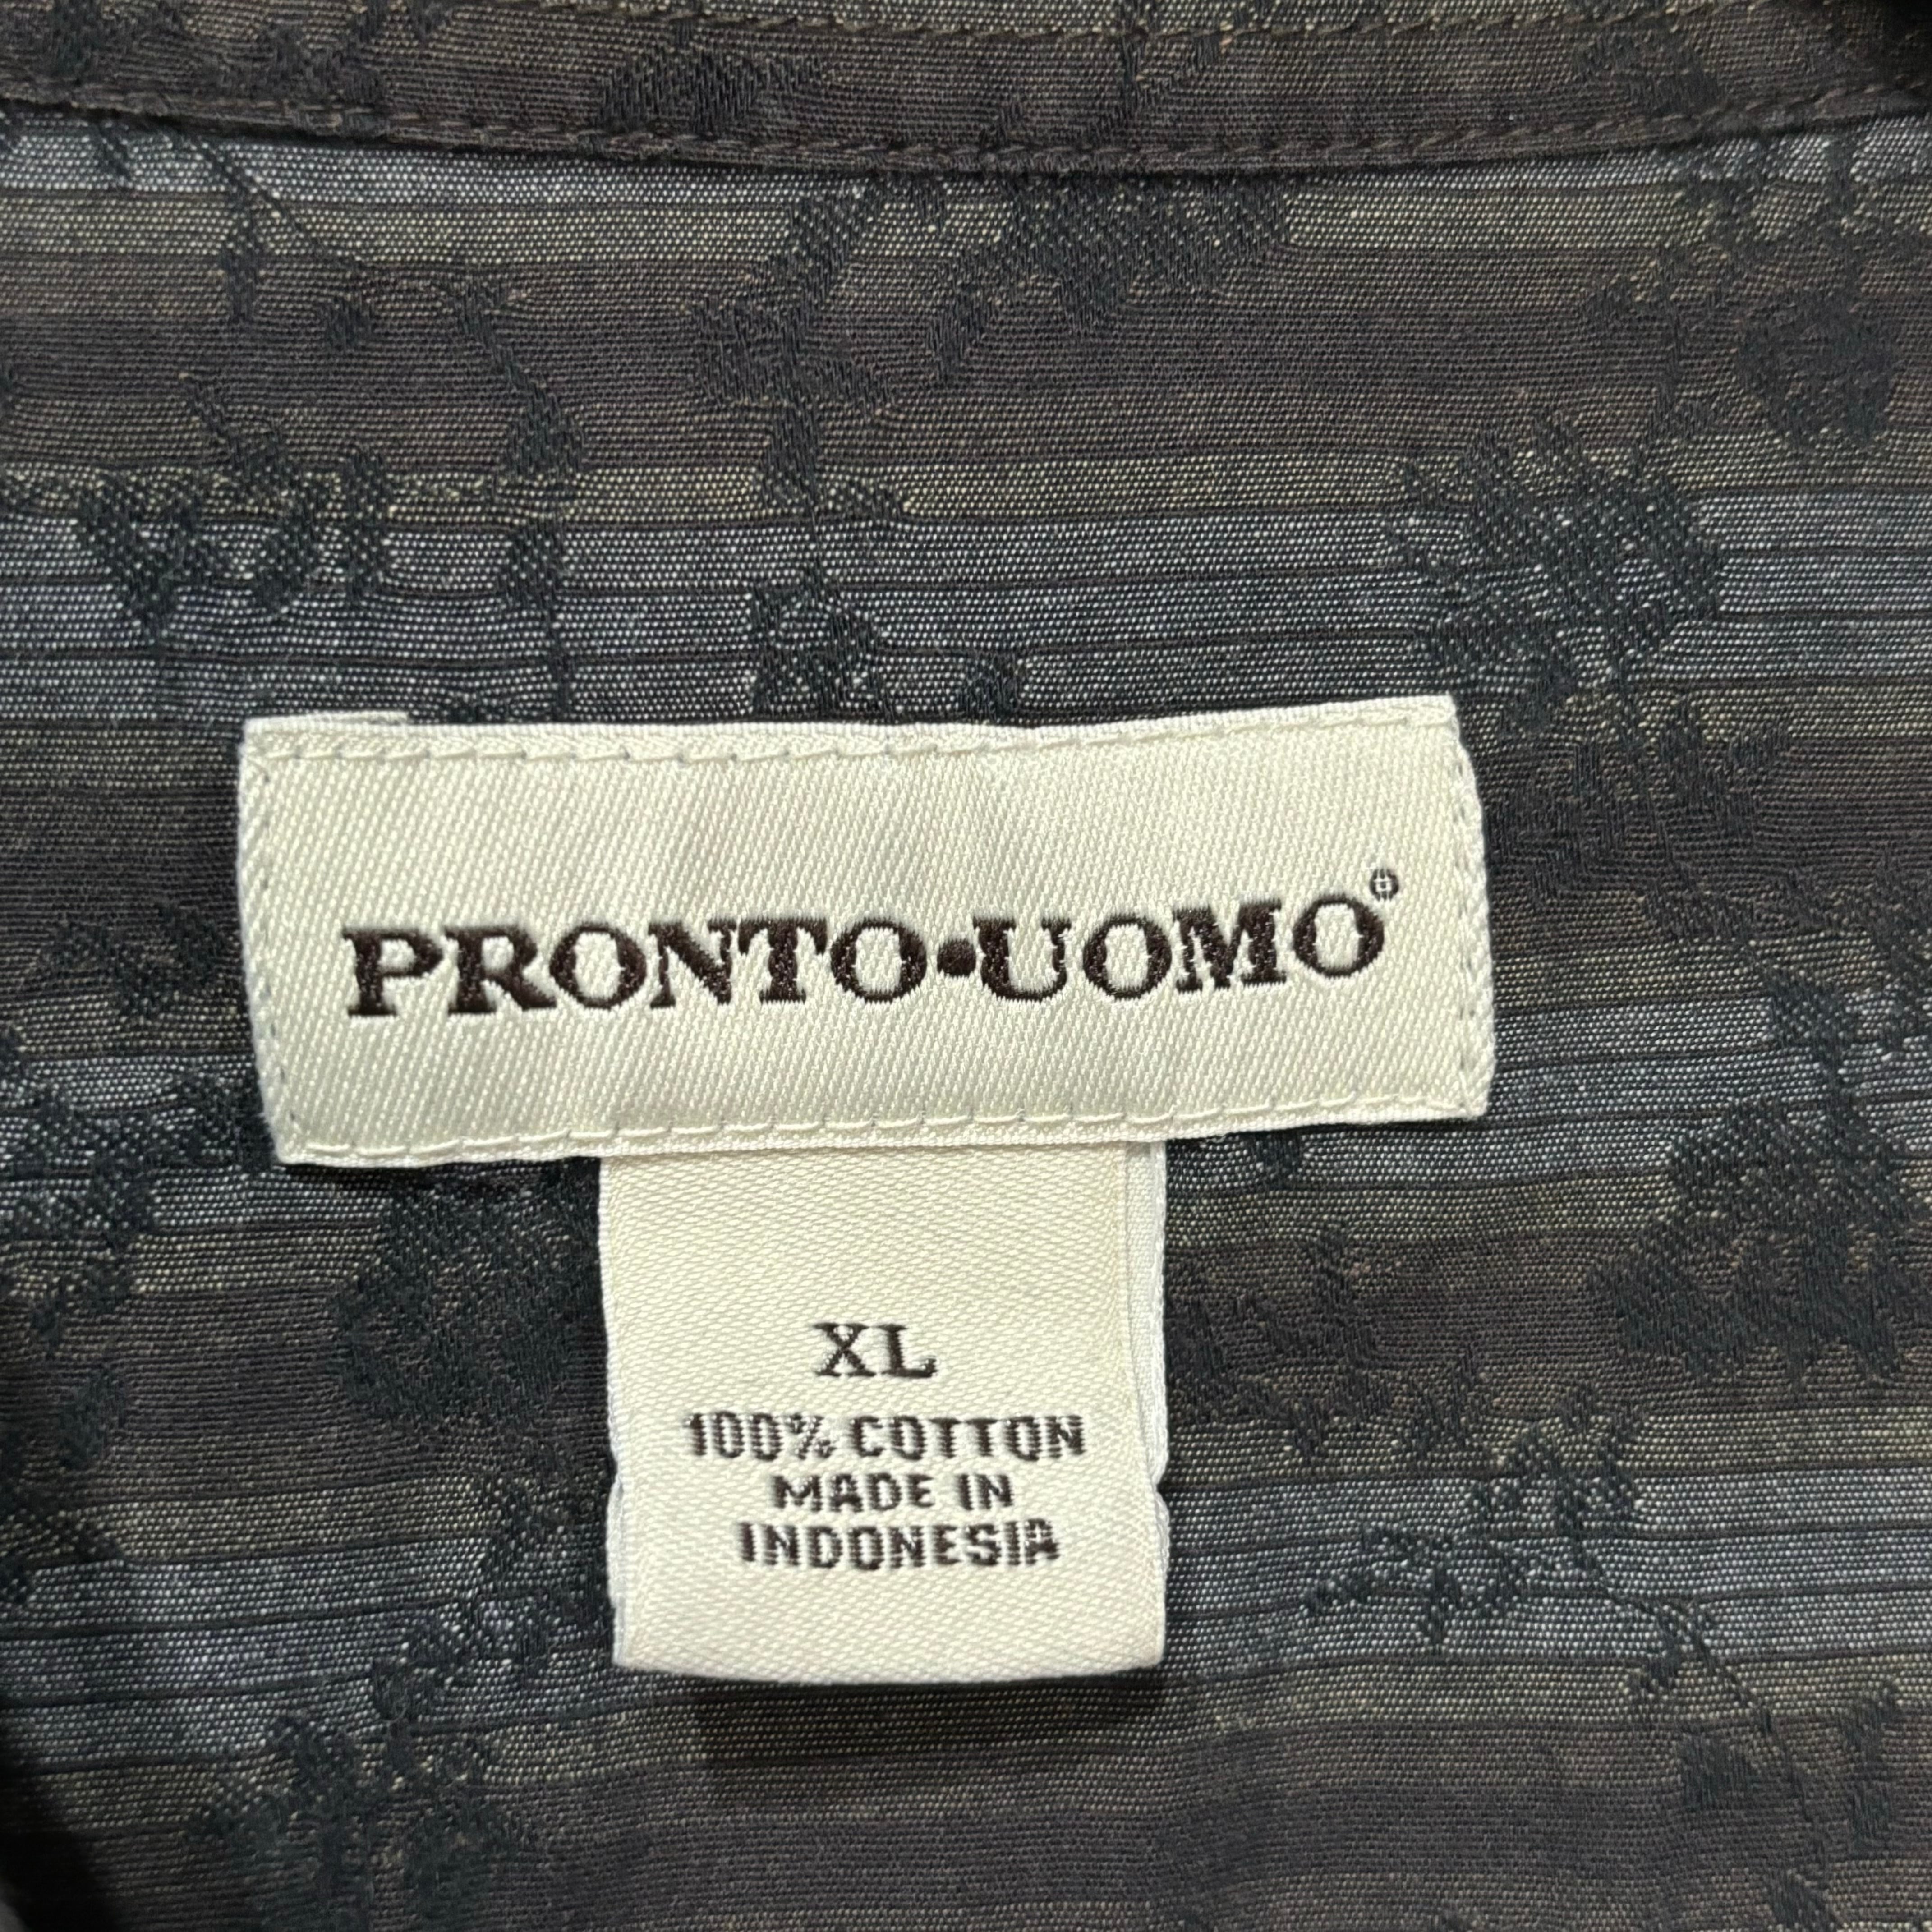 PRONTO•UOMO®
XL
100% COTTON
MADE IN
INDONESIA